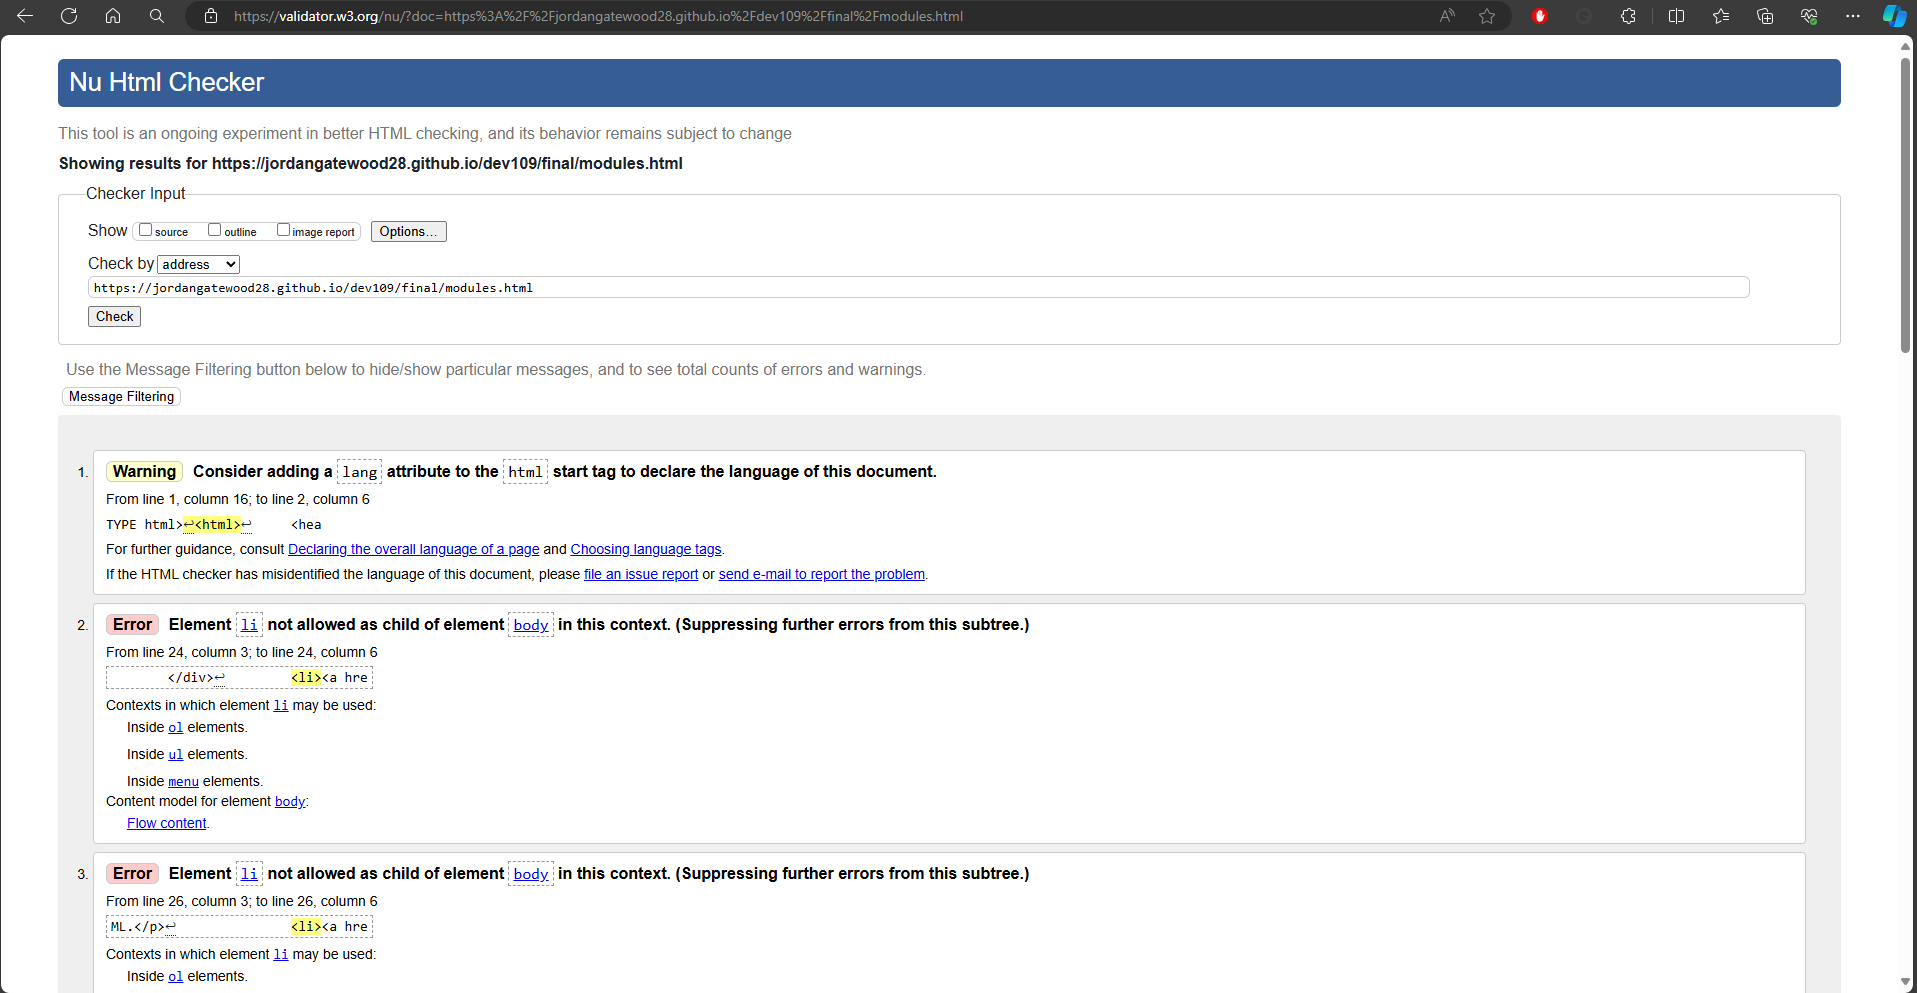 https://validator.w3.org/nu/?doc=https%3A%2F%2Fjordangatewood28.github.io%2Fdev109%2Ffinal%2Fmodules.html
Nu Html Checker
This tool is an ongoing experiment in better HTML checking, and its behavior remains subject to change
Showing results for https://jordangatewood28.github.io/dev109/final/modules.html
Checker Input
Show source outline image report Options...
Check by address
https://jordangatewood28.github.io/dev109/final/modules.html
Check
Use the Message Filtering button below to hide/show particular messages, and to see total counts of errors and warnings.
Message Filtering
1. Warning Consider adding a lang attribute to the html start tag to declare the language of this document.
From line 1, column 16; to line 2, column 6
TYPE html>↩<html>↩ <hea
For further guidance, consult Declaring the overall language of a page and Choosing language tags.
If the HTML checker has misidentified the language of this document, please file an issue report or send e-mail to report the problem.
2. Error Element li not allowed as child of element body in this context. (Suppressing further errors from this subtree.)
From line 24, column 3; to line 24, column 6
</div>↩ <li><a hre
Contexts in which element li may be used:
Inside ol elements.
Inside ul elements.
Inside menu elements.
Content model for element body:
Flow content.
3. Error Element li not allowed as child of element body in this context. (Suppressing further errors from this subtree.)
From line 26, column 3; to line 26, column 6
ML.</p>↩ <li><a hre
Contexts in which element li may be used:
Inside ol elements.